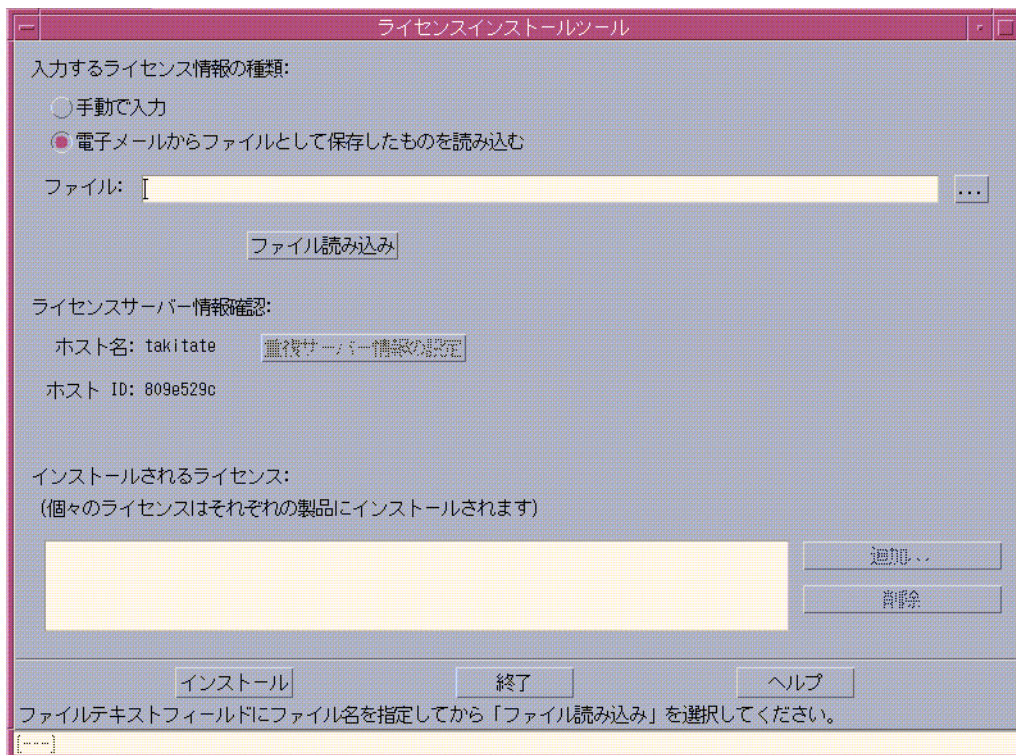 ライセンスインストールツール
入力するライセンス情報の種類:
手動で入力
電子メールからファイルとして保存したものを読み込む
ファイル:
...
ファイル読み込み
ライセンスサーバー情報確認:
ホスト名: takitate 重複サーバー情報の設定
ホスト ID: 809e529c
インストールされるライセンス:
(個々のライセンスはそれぞれの製品にインストールされます)
追加...
削除
インストール 終了 ヘルプ
ファイルテキストフィールドにファイル名を指定してから「ファイル読み込み」を選択してください。
[---]